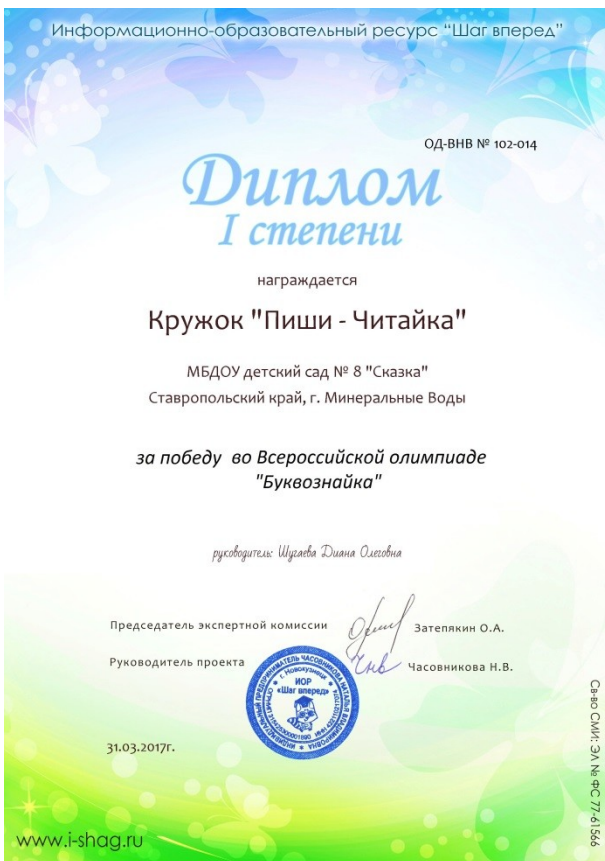 Информационно-образовательный ресурс "Шаг вперед"
ОД-ВНВ № 102-014
Диплом
I степени
награждается
Кружок "Пиши - Читайка"
МБДОУ детский сад № 8 "Сказка"
Ставропольский край, г. Минеральные Воды
за победу во Всероссийской олимпиаде
"Буквознайка"
руководитель: Шугаева Диана Олеговна
Председатель экспертной комиссии
Затепякин О.А.
Руководитель проекта
Часовникова Н.В.
г. Новокузнецк
ИОР
«Шаг вперед»
31.03.2017г.
Св-во СМИ: ЭЛ № ФС 77-61566
www.i-shag.ru